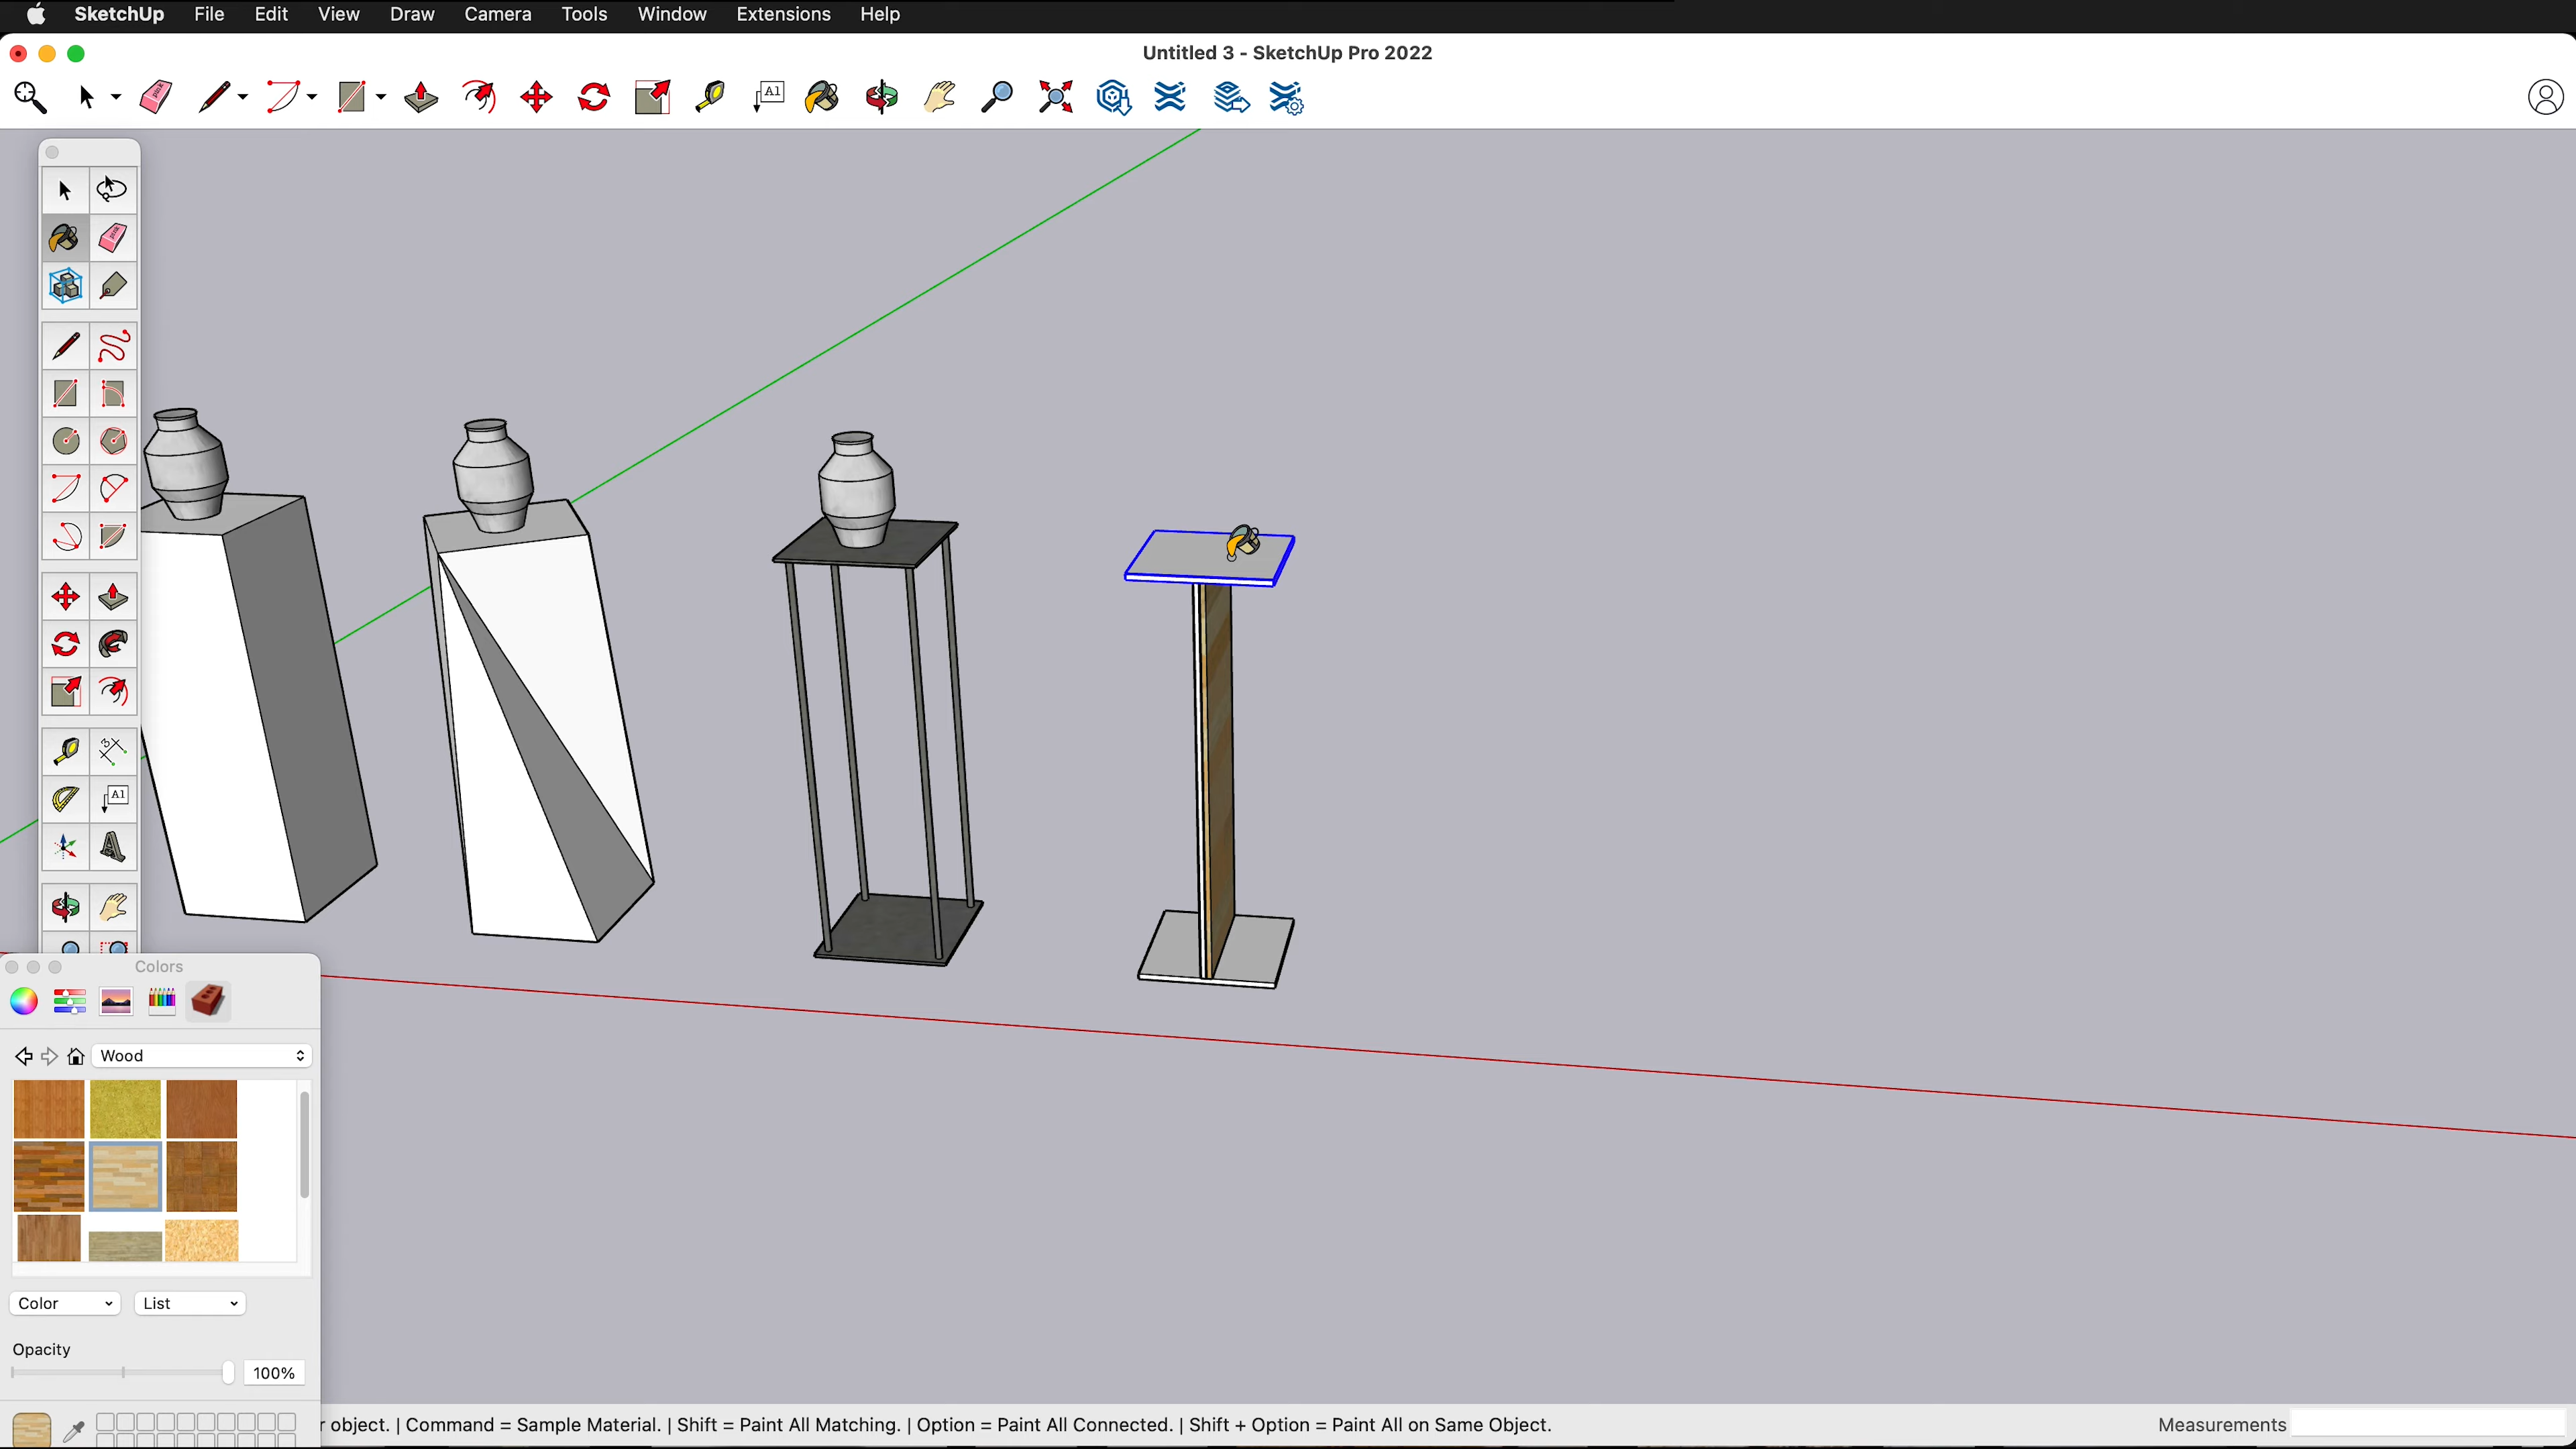 SketchUp File Edit View Draw Camera Tools Window Extensions Help
Untitled 3 - SketchUp Pro 2022
A1
A1
Colors
Wood
Color List
Opacity
100%
r object. | Command = Sample Material. | Shift = Paint All Matching. | Option = Paint All Connected. | Shift + Option = Paint All on Same Object.
Measurements